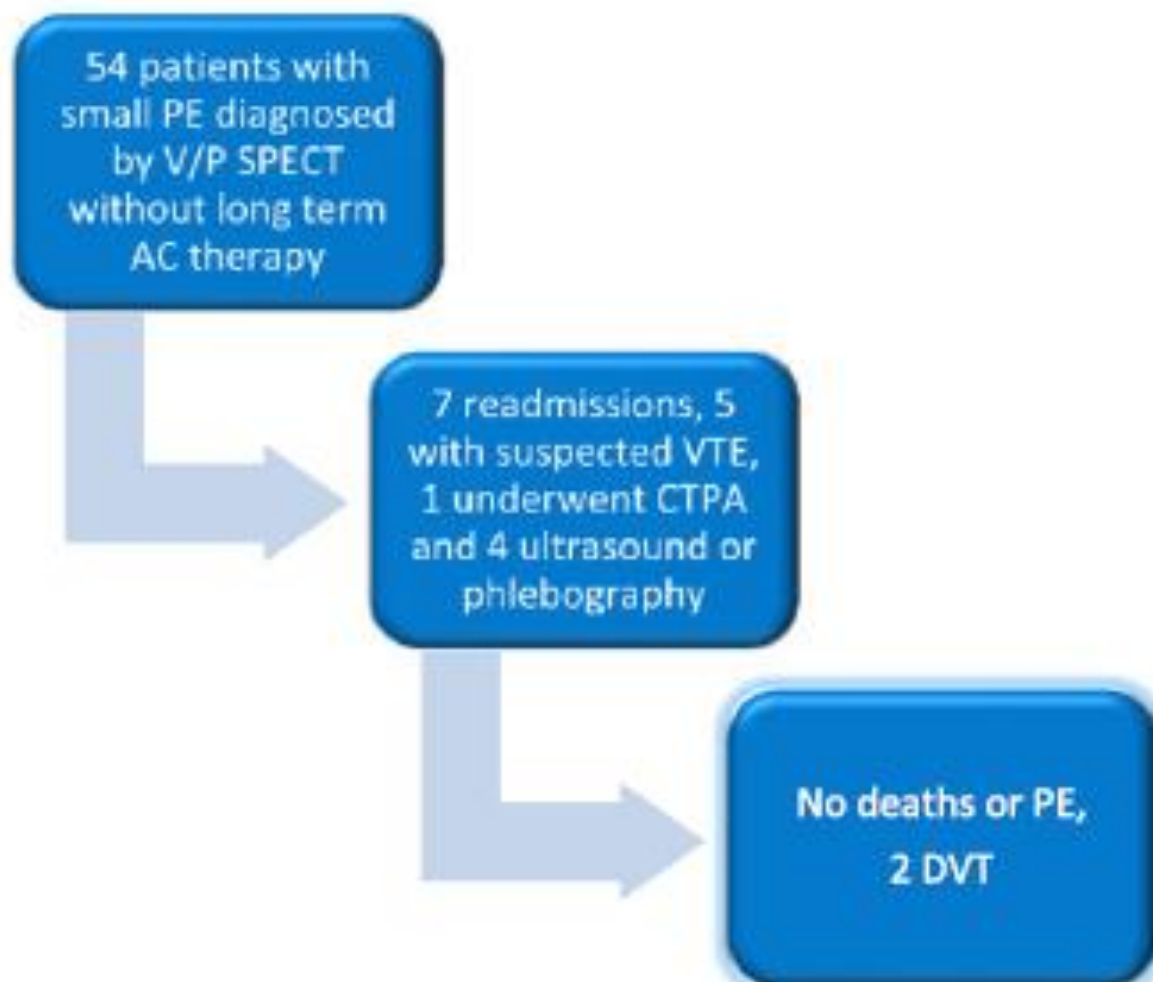 54 patients with
small PE diagnosed
by V/P SPECT
without long term
AC therapy
7 readmissions, 5
with suspected VTE,
1 underwent CTPA
and 4 ultrasound or
phlebography
No deaths or PE,
2 DVT